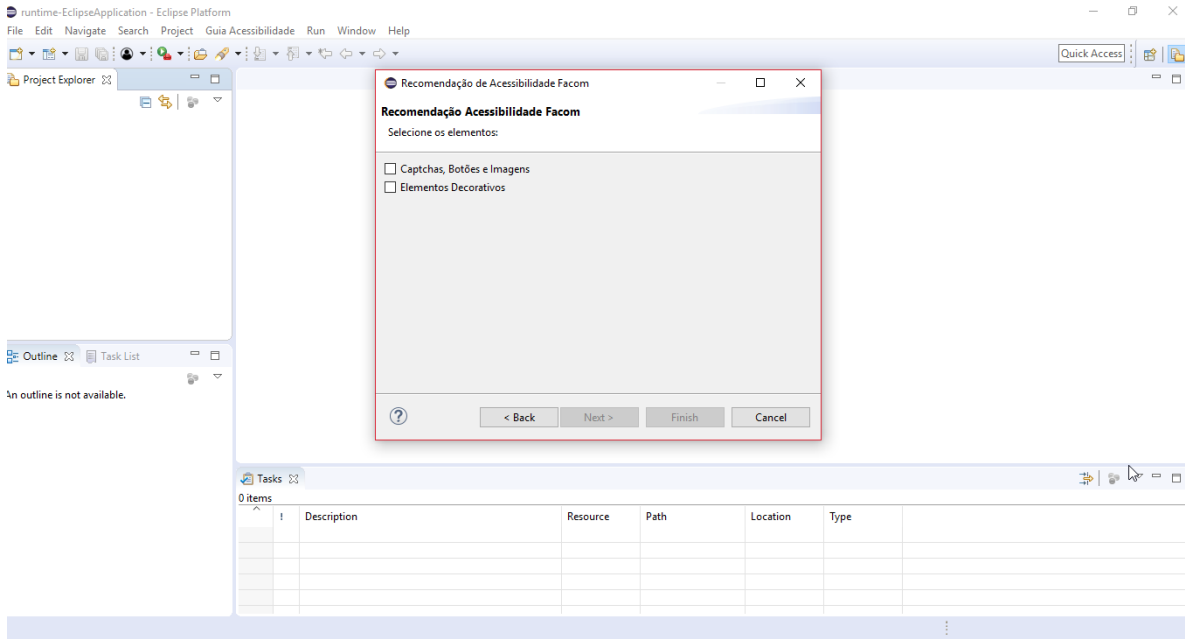 runtime-EclipseApplication - Eclipse Platform
File Edit Navigate Search Project Guia Acessibilidade Run Window Help
Quick Access
Project Explorer
Recomendação de Acessibilidade Facom
Recomendação Acessibilidade Facom
Selecione os elementos:
Captchas, Botões e Imagens
Elementos Decorativos
Outline Task List
An outline is not available.
? < Back Next > Finish Cancel
Tasks
0 items
! Description Resource Path Location Type